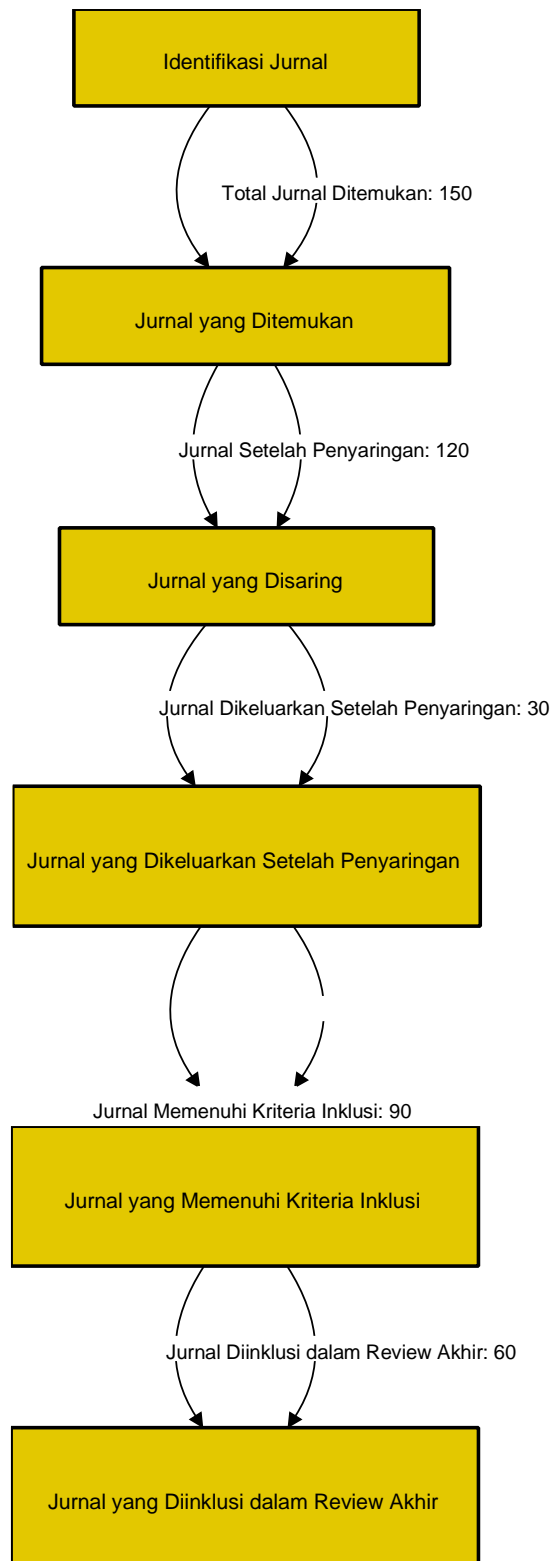 Identifikasi Jurnal
Total Jurnal Ditemukan: 150
Jurnal yang Ditemukan
Jurnal Setelah Penyaringan: 120
Jurnal yang Disaring
Jurnal Dikeluarkan Setelah Penyaringan: 30
Jurnal yang Dikeluarkan Setelah Penyaringan
Jurnal Memenuhi Kriteria Inklusi: 90
Jurnal yang Memenuhi Kriteria Inklusi
Jurnal Diinklusi dalam Review Akhir: 60
Jurnal yang Diinklusi dalam Review Akhir